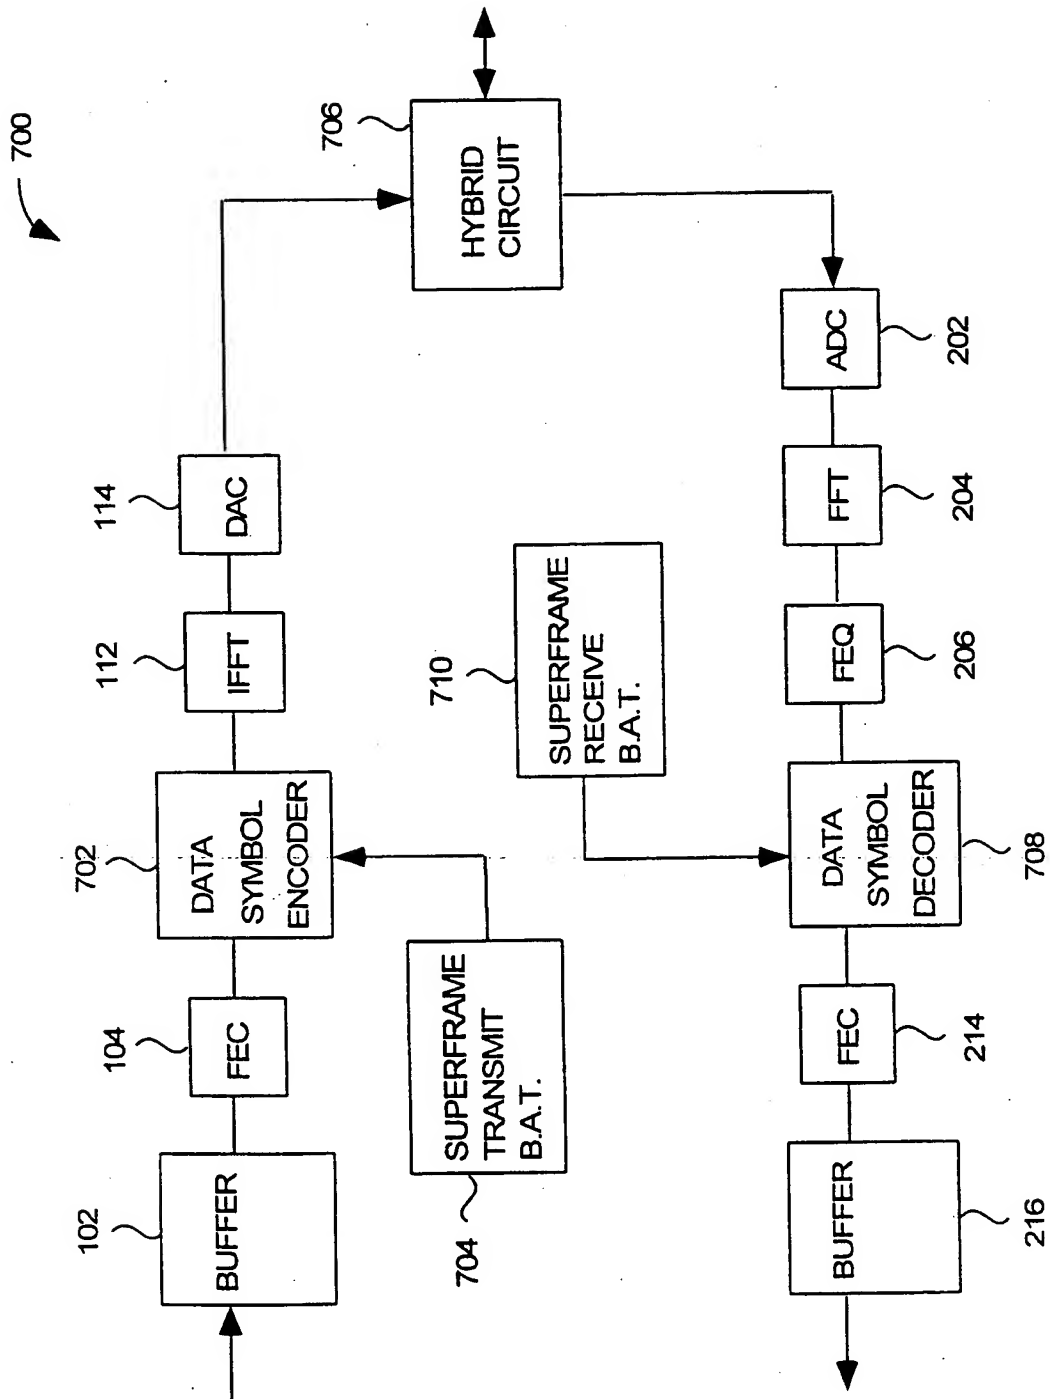 700
102
BUFFER
104
FEC
702
DATA
SYMBOL
ENCODER
112
IFFT
114
DAC
706
HYBRID
CIRCUIT
704
SUPERFRAME
TRANSMIT
B.A.T.
710
SUPERFRAME
RECEIVE
B.A.T.
BUFFER
216
FEC
214
DATA
SYMBOL
DECODER
708
FEQ
206
FFT
204
ADC
202